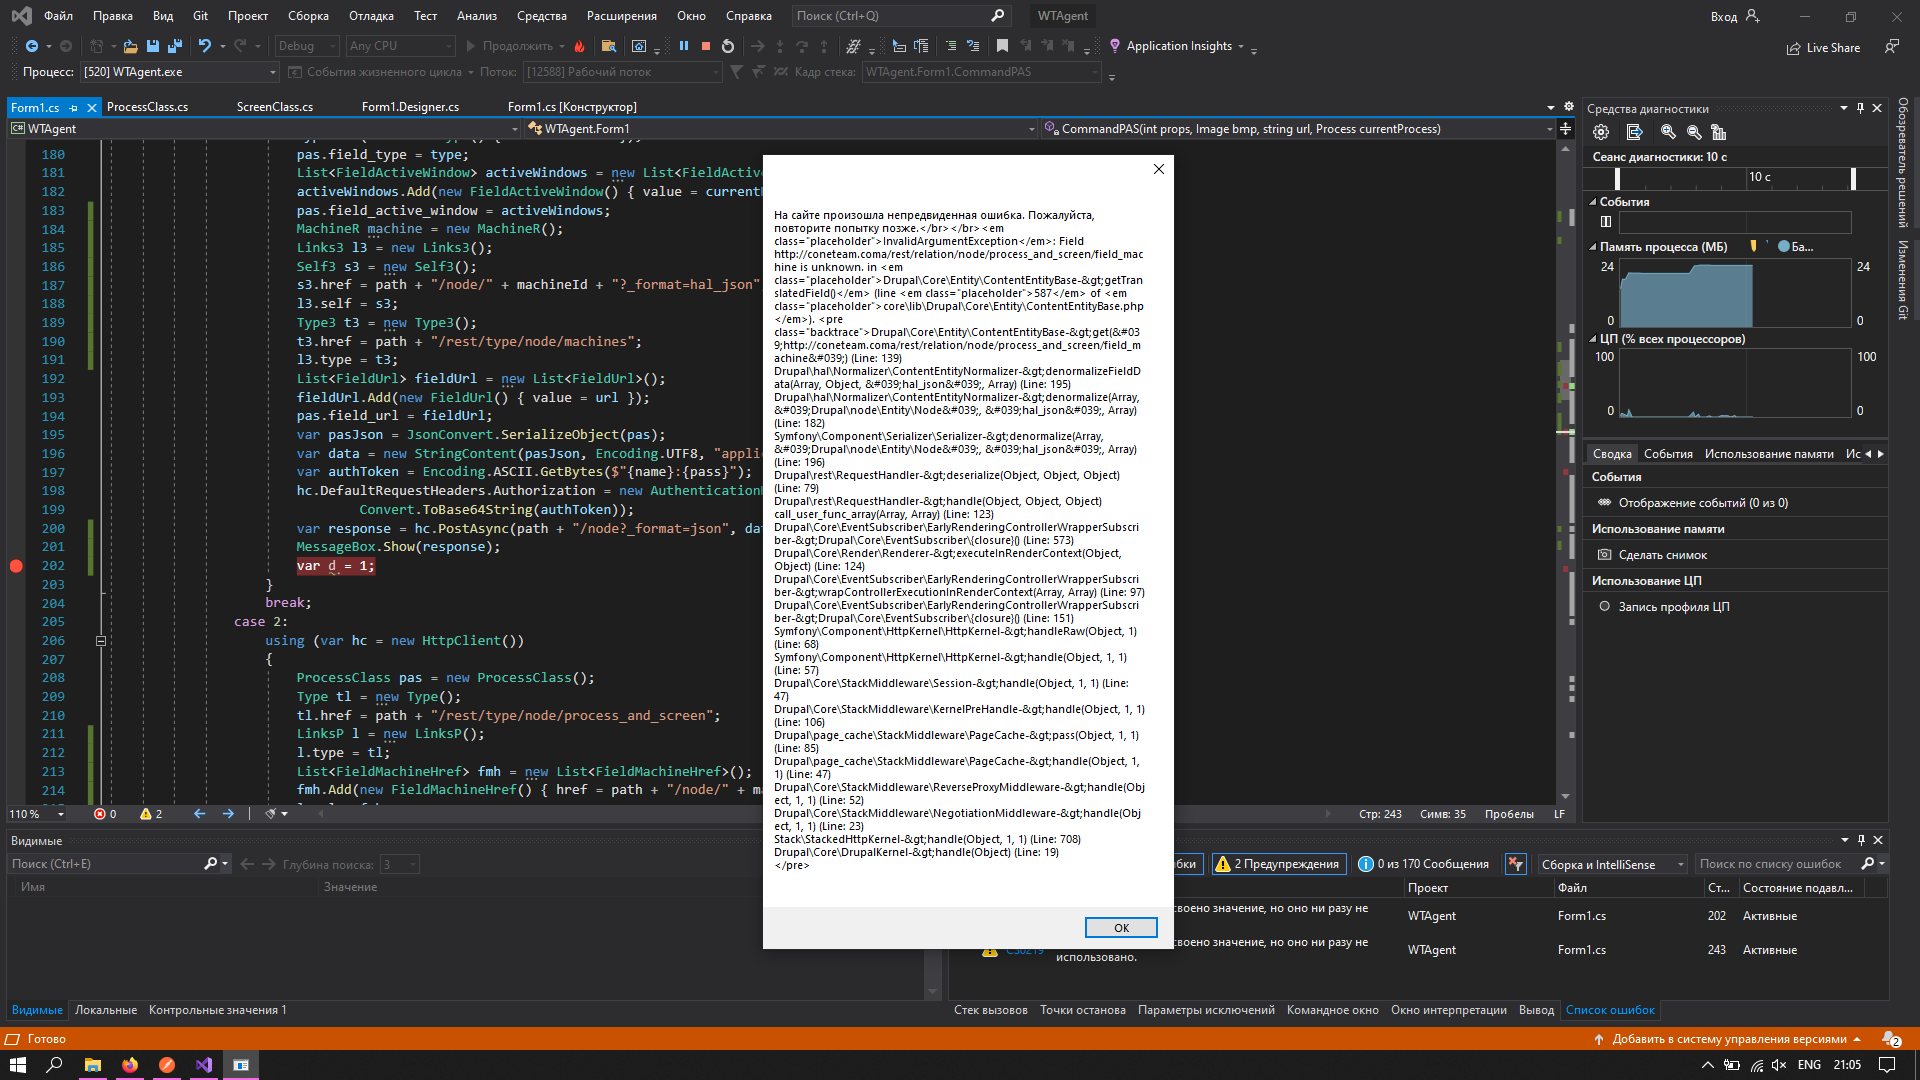 Файл Правка Вид Git Проект Сборка Отладка Тест Анализ Средства Расширения Окно Справка Поиск (Ctrl+Q) WTAgent Вход
Debug Any CPU Продолжить Application Insights Live Share
Процесс: [520] WTAgent.exe События жизненного цикла Поток: [12588] Рабочий поток Кадр стека: WTAgent.Form1.CommandPAS
Form1.cs ProcessClass.cs ScreenClass.cs Form1.Designer.cs Form1.cs [Конструктор]
WTAgent WTAgent.Form1 CommandPAS(int props, Image bmp, string url, Process currentProcess)
180 pas.field_type = type;
181 List<FieldActiveWindow> activeWindows = new List<FieldActive
182 activeWindows.Add(new FieldActiveWindow() { value = current
183 pas.field_active_window = activeWindows;
184 MachineR machine = new MachineR();
185 Links3 l3 = new Links3();
186 Self3 s3 = new Self3();
187 s3.href = path + "/node/" + machineId + "?_format=hal_json"
188 l3.self = s3;
189 Type3 t3 = new Type3();
190 t3.href = path + "/rest/type/node/machines";
191 l3.type = t3;
192 List<FieldUrl> fieldUrl = new List<FieldUrl>();
193 fieldUrl.Add(new FieldUrl() { value = url });
194 pas.field_url = fieldUrl;
195 var pasJson = JsonConvert.SerializeObject(pas);
196 var data = new StringContent(pasJson, Encoding.UTF8, "appli
197 var authToken = Encoding.ASCII.GetBytes($"{name}:{pass}");
198 hc.DefaultRequestHeaders.Authorization = new Authentication
199 Convert.ToBase64String(authToken));
200 var response = hc.PostAsync(path + "/node?_format=json", da
201 MessageBox.Show(response);
202 var d = 1;
203 }
204 break;
205 case 2:
206 using (var hc = new HttpClient())
207 {
208 ProcessClass pas = new ProcessClass();
209 Type tl = new Type();
210 tl.href = path + "/rest/type/node/process_and_screen";
211 LinksP l = new LinksP();
212 l.type = tl;
213 List<FieldMachineHref> fmh = new List<FieldMachineHref>();
214 fmh.Add(new FieldMachineHref() { href = path + "/node/" + ma
110 % 0 2 Стр: 243 Симв: 35 Пробелы LF
На сайте произошла непредвиденная ошибка. Пожалуйста,
повторите попытку позже.</br></br><em
class="placeholder">InvalidArgumentException</em>: Field
http://coneteam.coma/rest/relation/node/process_and_screen/field_mac
hine is unknown. in <em
class="placeholder">Drupal\Core\Entity\ContentEntityBase-&gt;getTran
slatedField()</em> (line <em class="placeholder">587</em> of <em
class="placeholder">core\lib\Drupal\Core\Entity\ContentEntityBase.php
</em>). <pre
class="backtrace">Drupal\Core\Entity\ContentEntityBase-&gt;get(&#03
9;http://coneteam.coma/rest/relation/node/process_and_screen/field_m
achine&#039;) (Line: 139)
Drupal\hal\Normalizer\ContentEntityNormalizer-&gt;denormalizeFieldD
ata(Array, Object, &#039;hal_json&#039;, Array) (Line: 195)
Drupal\hal\Normalizer\ContentEntityNormalizer-&gt;denormalize(Array,
&#039;Drupal\node\Entity\Node&#039;, &#039;hal_json&#039;, Array)
(Line: 182)
Symfony\Component\Serializer\Serializer-&gt;denormalize(Array,
&#039;Drupal\node\Entity\Node&#039;, &#039;hal_json&#039;, Array)
(Line: 196)
Drupal\rest\RequestHandler-&gt;deserialize(Object, Object, Object)
(Line: 79)
Drupal\rest\RequestHandler-&gt;handle(Object, Object, Object)
call_user_func_array(Array, Array) (Line: 123)
Drupal\Core\EventSubscriber\EarlyRenderingControllerWrapperSubscri
ber-&gt;Drupal\Core\EventSubscriber\{closure}() (Line: 573)
Drupal\Core\Render\Renderer-&gt;executeInRenderContext(Object,
Object) (Line: 124)
Drupal\Core\EventSubscriber\EarlyRenderingControllerWrapperSubscri
ber-&gt;wrapControllerExecutionInRenderContext(Array, Array) (Line: 97)
Drupal\Core\EventSubscriber\EarlyRenderingControllerWrapperSubscri
ber-&gt;Drupal\Core\EventSubscriber\{closure}() (Line: 151)
Symfony\Component\HttpKernel\HttpKernel-&gt;handleRaw(Object, 1)
(Line: 68)
Symfony\Component\HttpKernel\HttpKernel-&gt;handle(Object, 1, 1)
(Line: 57)
Drupal\Core\StackMiddleware\Session-&gt;handle(Object, 1, 1) (Line:
47)
Drupal\Core\StackMiddleware\KernelPreHandle-&gt;handle(Object, 1, 1)
(Line: 106)
Drupal\page_cache\StackMiddleware\PageCache-&gt;pass(Object, 1, 1)
(Line: 85)
Drupal\page_cache\StackMiddleware\PageCache-&gt;handle(Object, 1,
1) (Line: 47)
Drupal\Core\StackMiddleware\ReverseProxyMiddleware-&gt;handle(Obj
ect, 1, 1) (Line: 52)
Drupal\Core\StackMiddleware\NegotiationMiddleware-&gt;handle(Obj
ect, 1, 1) (Line: 23)
Stack\StackedHttpKernel-&gt;handle(Object, 1, 1) (Line: 708)
Drupal\Core\DrupalKernel-&gt;handle(Object) (Line: 19)
</pre>
OK
Средства диагностики
Сеанс диагностики: 10 с
10 с
События
Память процесса (МБ) Ба...
24 24
0 0
ЦП (% всех процессоров)
100 100
0 0
Сводка События Использование памяти Ис
События
Отображение событий (0 из 0)
Использование памяти
Сделать снимок
Использование ЦП
Запись профиля ЦП
Обозреватель решений
Изменения Git
Видимые
Поиск (Ctrl+E) Глубина поиска: 3
Имя Значение
бки 2 Предупреждения 0 из 170 Сообщения Сборка и IntelliSense Поиск по списку ошибок
Проект Файл Ст... Состояние подавл...
своено значение, но оно ни разу не WTAgent Form1.cs 202 Активные
CS0219 своено значение, но оно ни разу не
использовано. WTAgent Form1.cs 243 Активные
Видимые Локальные Контрольные значения 1
Стек вызовов Точки останова Параметры исключений Командное окно Окно интерпретации Вывод Список ошибок
Готово Добавить в систему управления версиями 2
ENG 21:05